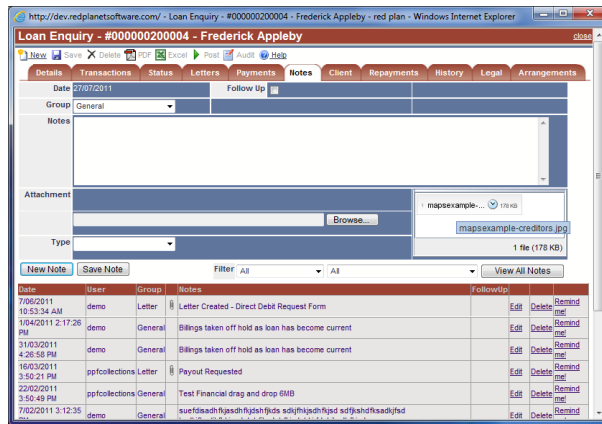 http://dev.redplanetsoftware.com/ - Loan Enquiry - #000000200004 - Frederick Appleby - red plan - Windows Internet Explorer
Loan Enquiry - #000000200004 - Frederick Appleby close
New Save Delete PDF Excel Post Audit Help
Details Transactions Status Letters Payments Notes Client Repayments History Legal Arrangements
Date 27/07/2011 Follow Up
Group General
Notes
Attachment
mapsexample-... 178 KB
Browse...
mapsexample-creditors.jpg
Type
1 file (178 KB)
New Note Save Note Filter All All View All Notes
Date User Group Notes FollowUp
7/06/2011 10:53:34 AM demo Letter Letter Created - Direct Debit Request Form Edit Delete Remind me!
1/04/2011 2:17:26 PM demo General Billings taken off hold as loan has become current Edit Delete Remind me!
31/03/2011 4:26:58 PM demo General Billings taken off hold as loan has become current Edit Delete Remind me!
16/03/2011 3:50:21 PM ppfcollections Letter Payout Requested Edit Delete Remind me!
22/02/2011 3:50:49 PM ppfcollections General Test Financial drag and drop 6MB Edit Delete Remind me!
7/02/2011 3:12:35 demo General Edit Delete Remind